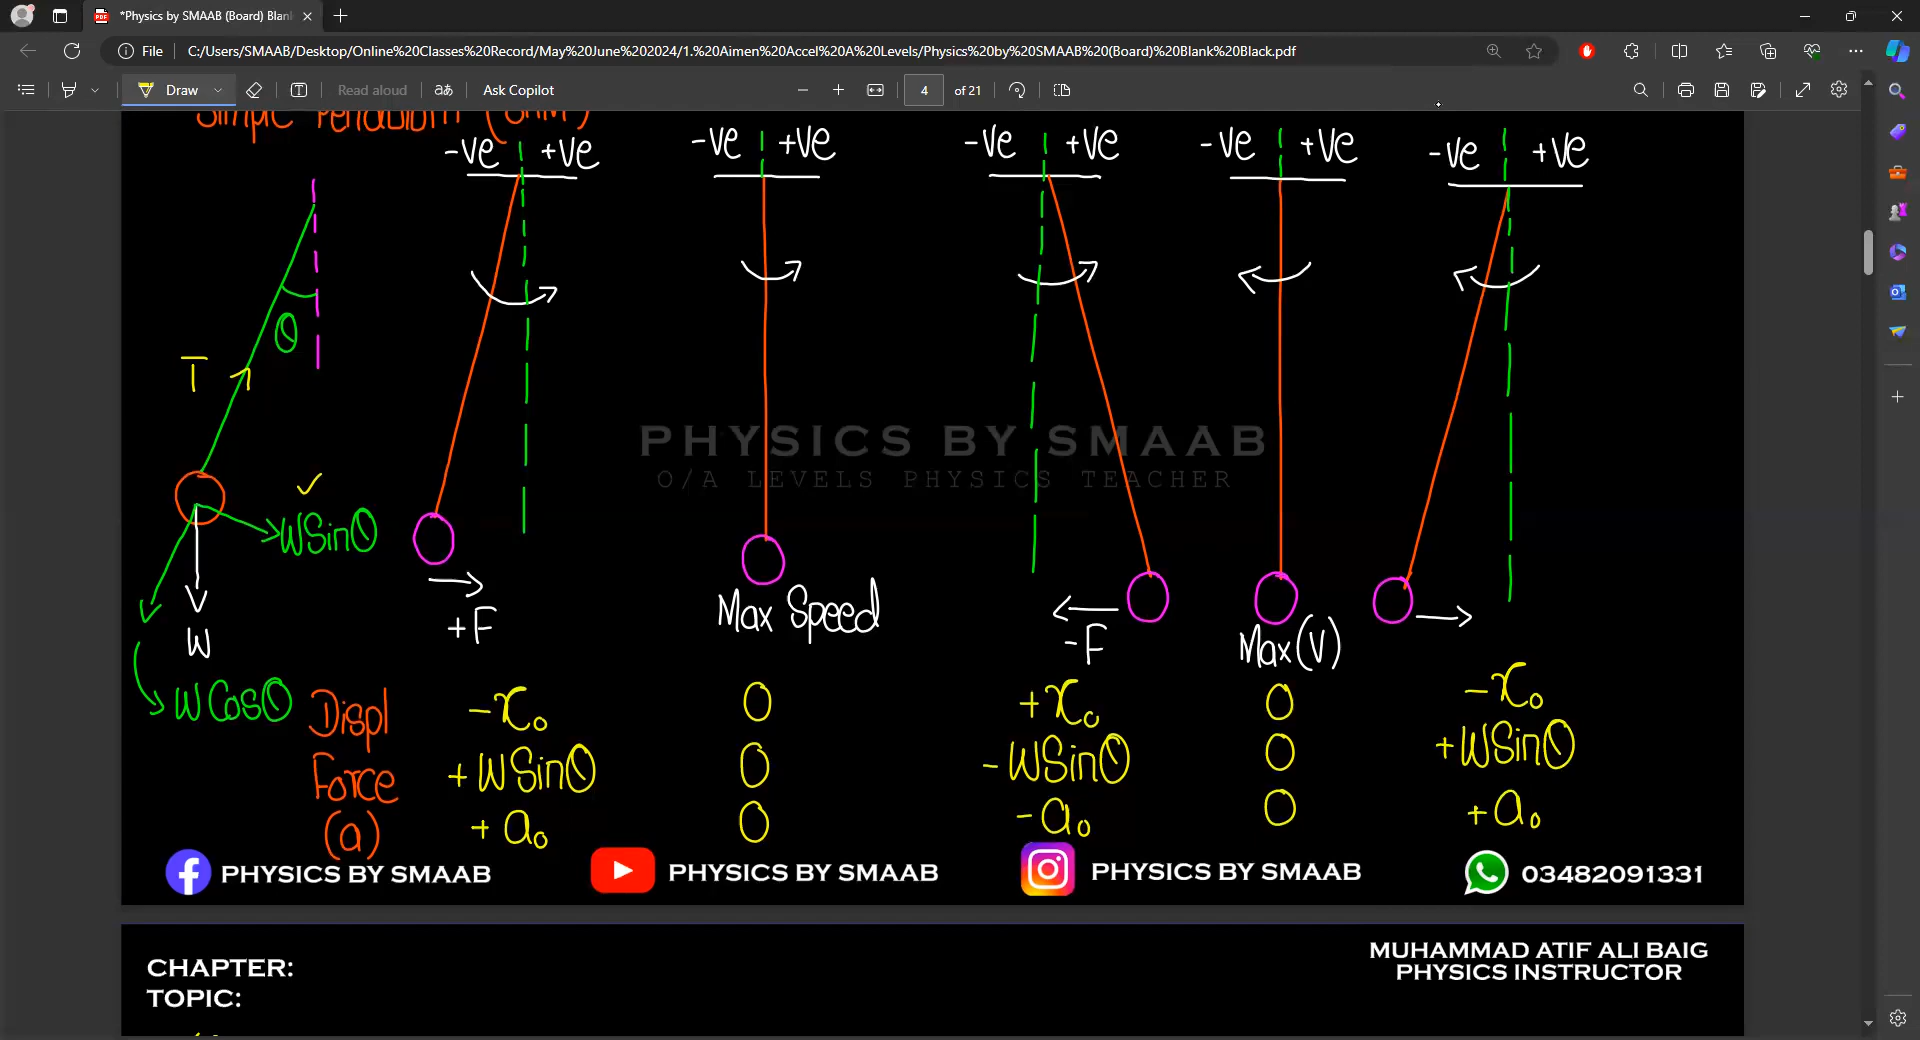 *Physics by SMAAB (Board) Blank
File
C:/Users/SMAAB/Desktop/Online%20Classes%20Record/May%20June%202024/1.%20Aimen%20Accel%20A%20Levels/Physics%20by%20SMAAB%20(Board)%20Blank%20Black.pdf
Draw
Read aloud
aあ
Ask Copilot
4 of 21
Simple Pendulum (SHM)
-ve +ve -ve +ve -ve +ve -ve +ve -ve +ve
θ
T
PHYSICS BY SMAAB
O/A LEVELS PHYSICS TEACHER
WSinθ
+F Max Speed -F Max(V)
W
WCosθ
Displ -x₀ 0 +x₀ 0 -x₀
Force +WSinθ 0 -WSinθ 0 +WSinθ
(a) +a₀ 0 -a₀ 0 +a₀
PHYSICS BY SMAAB PHYSICS BY SMAAB PHYSICS BY SMAAB 03482091331
MUHAMMAD ATIF ALI BAIG
PHYSICS INSTRUCTOR
CHAPTER:
TOPIC: